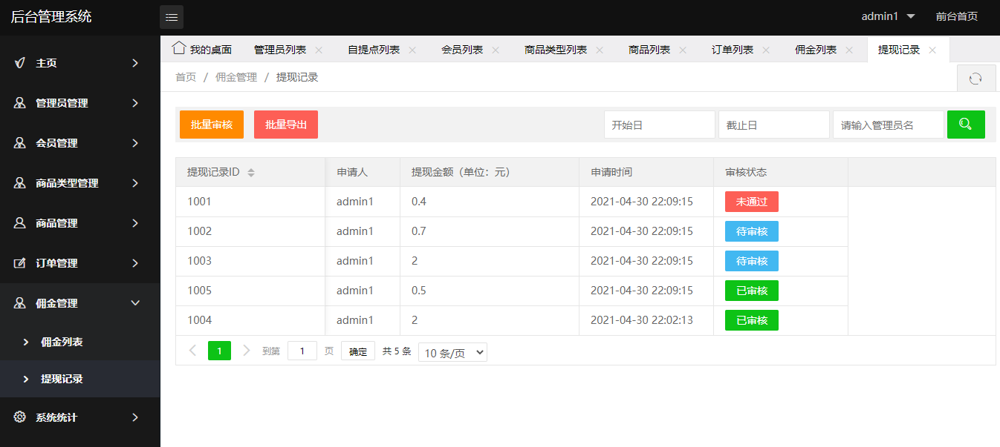 后台管理系统
admin1 前台首页
主页
管理员管理
会员管理
商品类型管理
商品管理
订单管理
佣金管理
佣金列表
提现记录
系统统计
我的桌面 管理员列表 自提点列表 会员列表 商品类型列表 商品列表 订单列表 佣金列表 提现记录
首页 / 佣金管理 / 提现记录
批量审核 批量导出 开始日 截止日 请输入管理员名
提现记录ID 申请人 提现金额（单位：元） 申请时间 审核状态
1001 admin1 0.4 2021-04-30 22:09:15 未通过
1002 admin1 0.7 2021-04-30 22:09:15 待审核
1003 admin1 2 2021-04-30 22:09:15 待审核
1005 admin1 0.5 2021-04-30 22:09:15 已审核
1004 admin1 2 2021-04-30 22:02:13 已审核
1 到第 1 页 确定 共 5 条 10 条/页